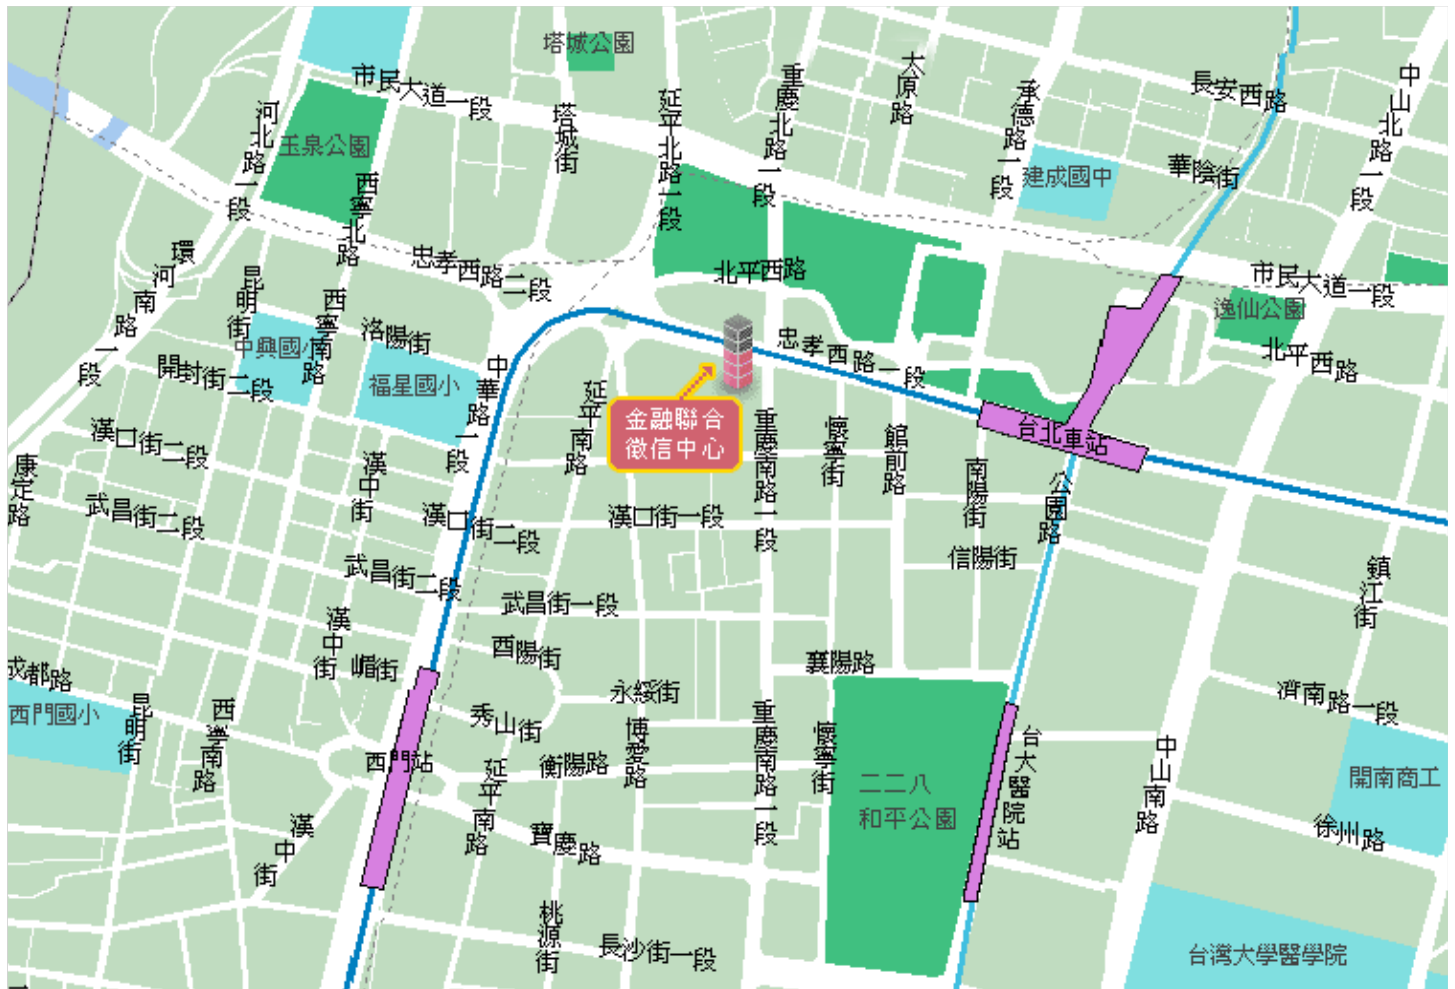 塔城公園
市民大道一段
河北路一段
玉泉公園
西寧北路
塔城街
延平北路一段
重慶北路一段
太原路
承德路一段
長安西路
中山北路一段
華陰街
建成國中
環河南路一段
昆明街
西寧南路
忠孝西路二段
北平西路
市民大道一段
逸仙公園
北平西路
中興國小
洛陽街
開封街二段
福星國小
中華路一段
忠孝西路一段
延平南路
金融聯合
徵信中心
重慶南路一段
懷寧街
館前路
南陽街
台北車站
公園路
漢口街二段
康定路
武昌街二段
漢中街
漢口街二段
漢口街一段
信陽街
鎮江街
武昌街二段
武昌街一段
漢中街
峨街
酉陽街
襄陽路
成都路
永綏街
濟南路一段
西門國小
昆明街
西寧南路
秀山街
博愛路
重慶南路一段
懷寧街
西門站
延平南路
衡陽路
二二八
和平公園
台大醫院站
中山南路
開南商工
徐州路
漢中街
寶慶路
桃源街
長沙街一段
台灣大學醫學院